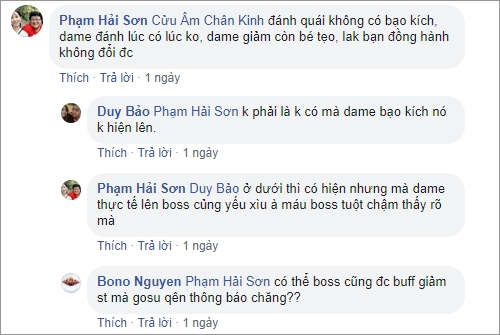 Phạm Hải Sơn Cửu Âm Chân Kinh đánh quái không có bạo kích,
dame đánh lúc có lúc ko, dame giảm còn bé tẹo, lak bạn đồng hành
không đổi đc
Thích · Trả lời · 1 ngày
Duy Bảo Phạm Hải Sơn k phải là k có mà dame bạo kích nó
k hiện lên.
Thích · Trả lời · 1 ngày
Phạm Hải Sơn Duy Bảo ở dưới thì có hiện nhưng mà dame
thực tế lên boss củng yếu xìu à máu boss tuột chậm thấy rõ
mà
Thích · Trả lời · 1 ngày
Bono Nguyen Phạm Hải Sơn có thể boss cũng đc buff giảm
st mà gosu qên thông báo chăng??
Thích · Trả lời · 1 ngày